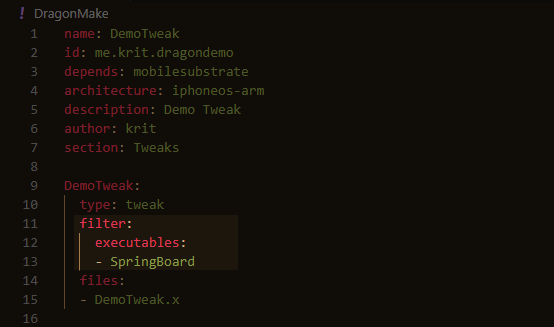 ! DragonMake
1 name: DemoTweak
2 id: me.krit.dragondemo
3 depends: mobilesubstrate
4 architecture: iphoneos-arm
5 description: Demo Tweak
6 author: krit
7 section: Tweaks
8
9 DemoTweak:
10 type: tweak
11 filter:
12 executables:
13 - SpringBoard
14 files:
15 - DemoTweak.x
16